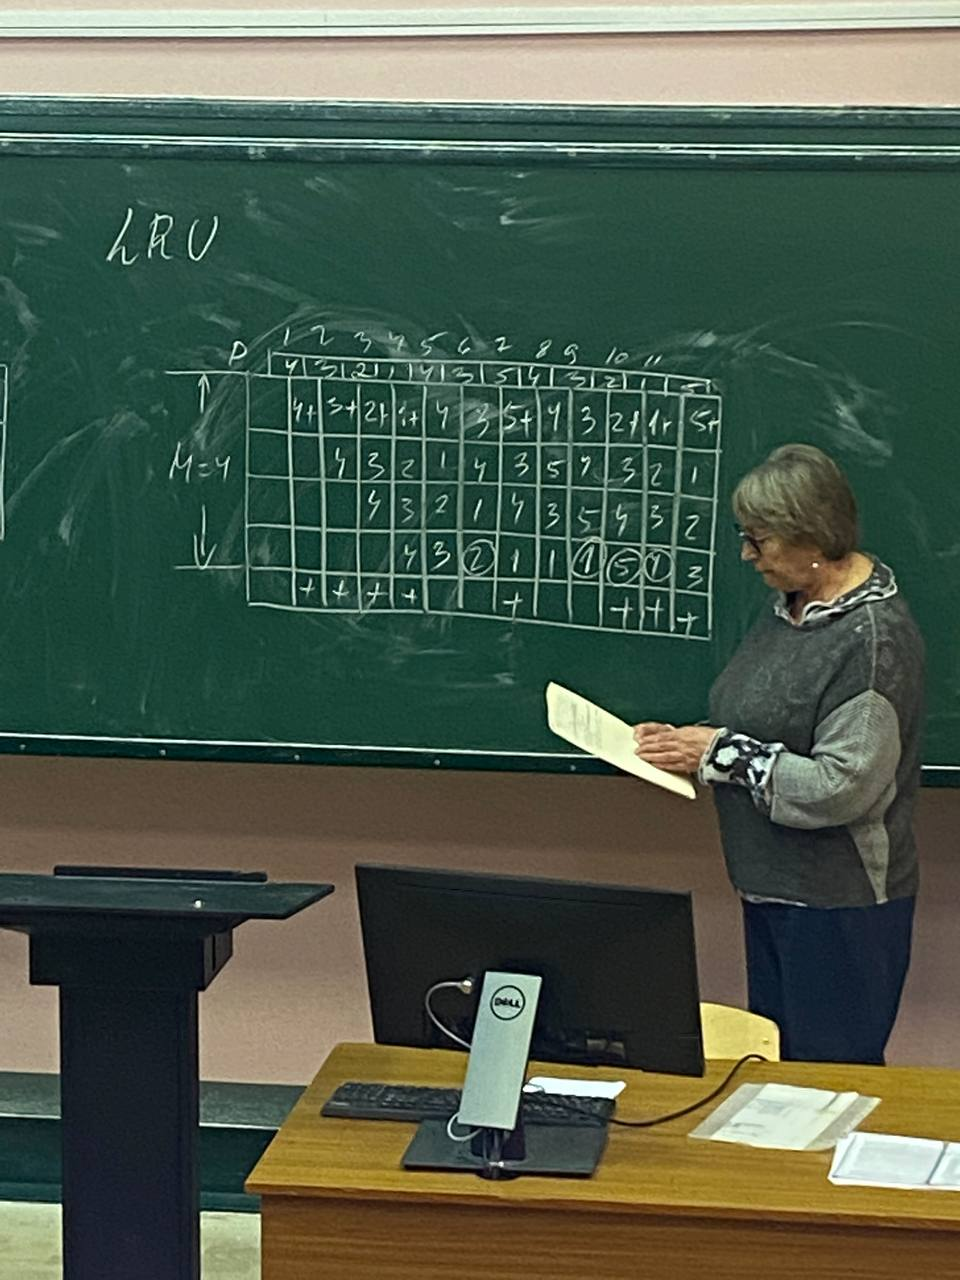 LRU
1 2 3 4 5 6 7 8 9 10 11
P 4 3 2 1 4 3 5 4 3 2 1 5
4+ 3+ 2+ 1+ 4 3 5+ 4 3 2+ 1+ 5+
M=4 4 3 2 1 4 3 5 4 3 2 1
4 3 2 1 4 3 5 4 3 2
4 3 2 1 1 1 5 4 3
+ + + + + + + +
DELL